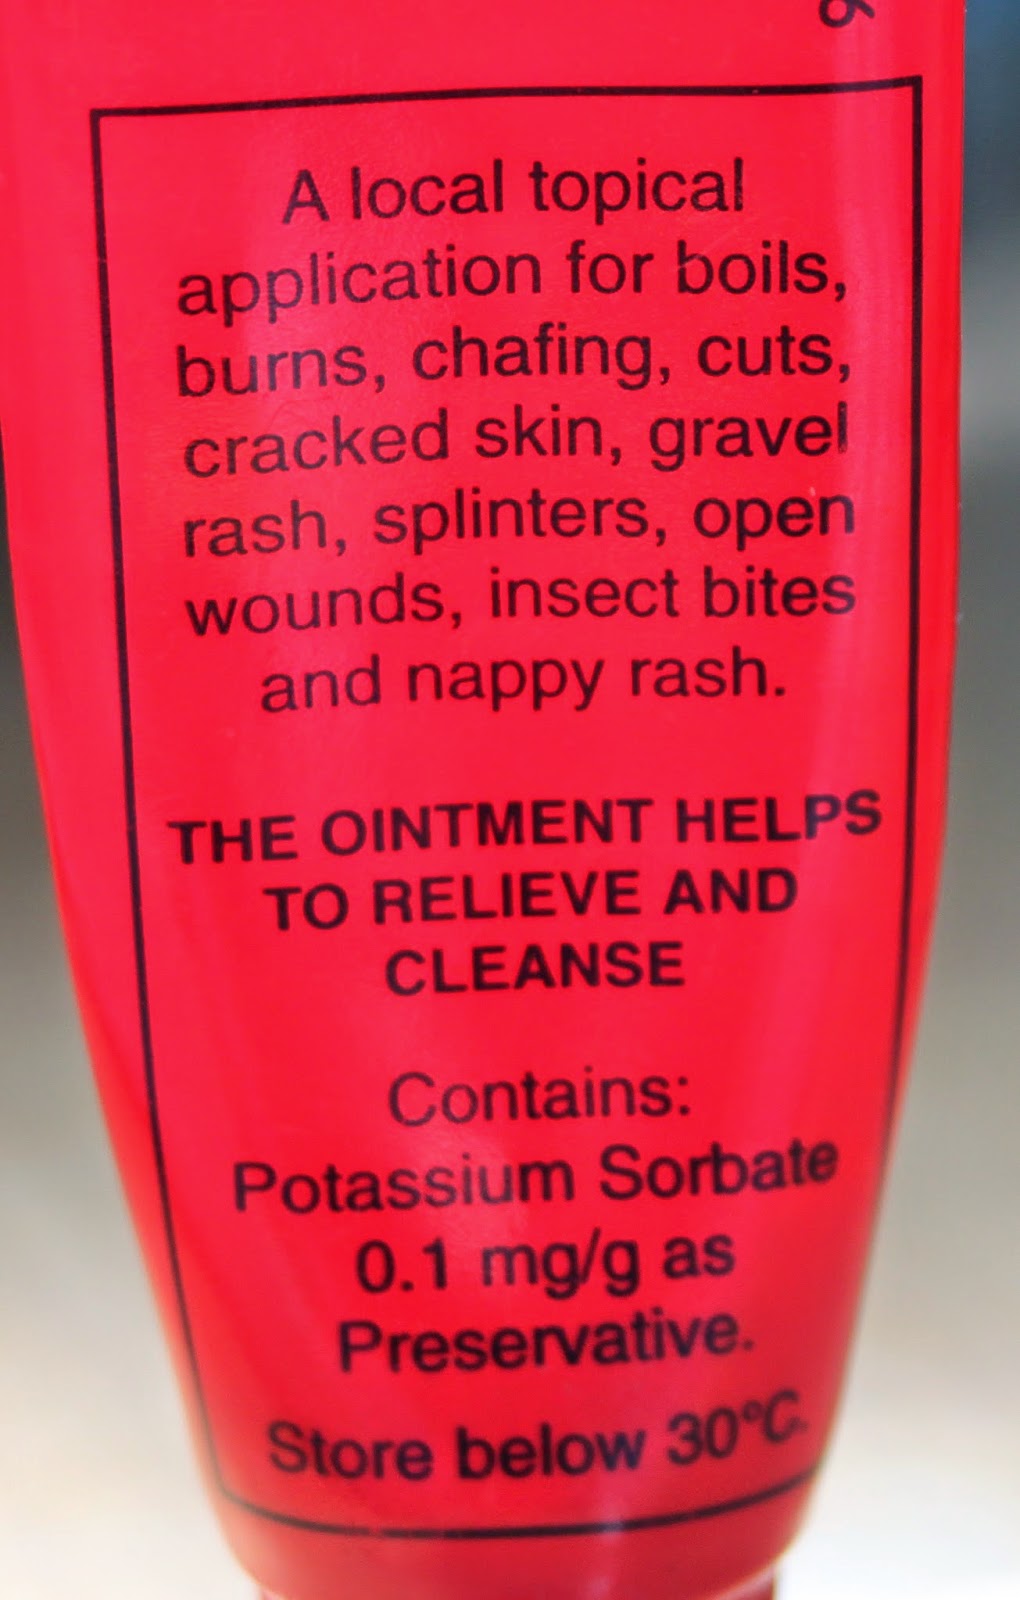 A local topical
application for boils,
burns, chafing, cuts,
cracked skin, gravel
rash, splinters, open
wounds, insect bites
and nappy rash.
THE OINTMENT HELPS
TO RELIEVE AND
CLEANSE
Contains:
Potassium Sorbate
0.1 mg/g as
Preservative.
Store below 30°C.